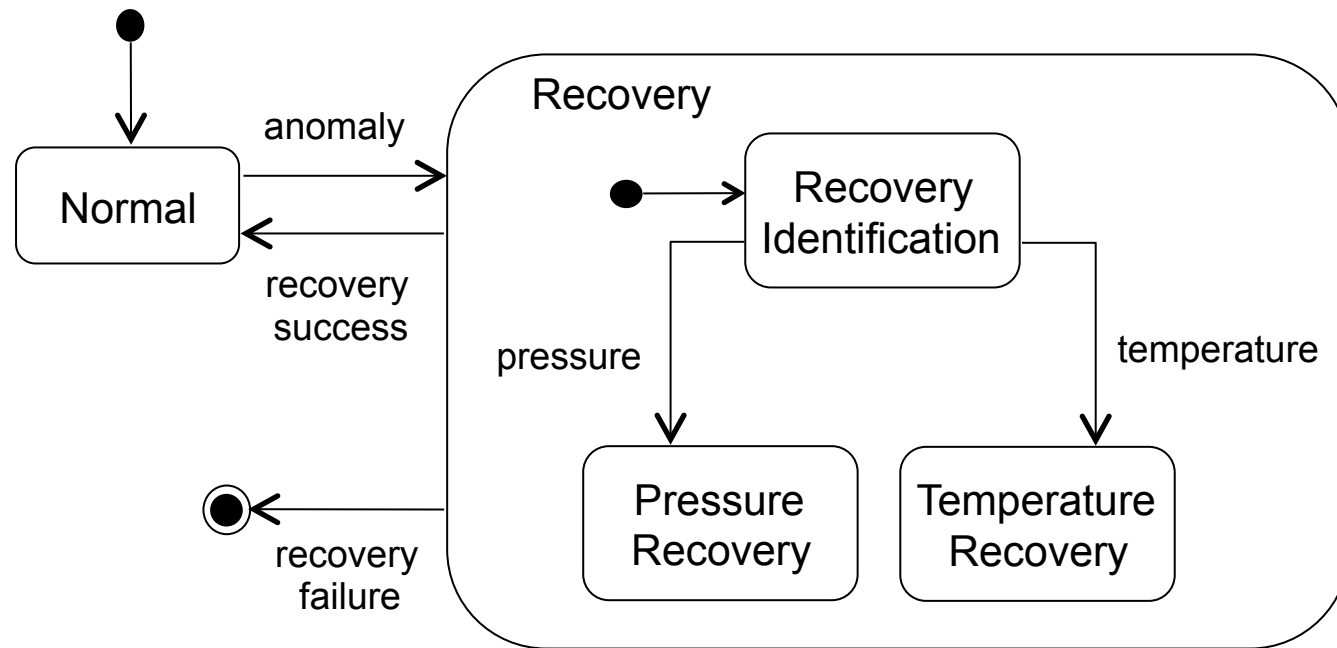 Recovery
anomaly
Normal
Recovery
Identification
recovery
success
pressure
temperature
Pressure
Recovery
Temperature
Recovery
recovery
failure